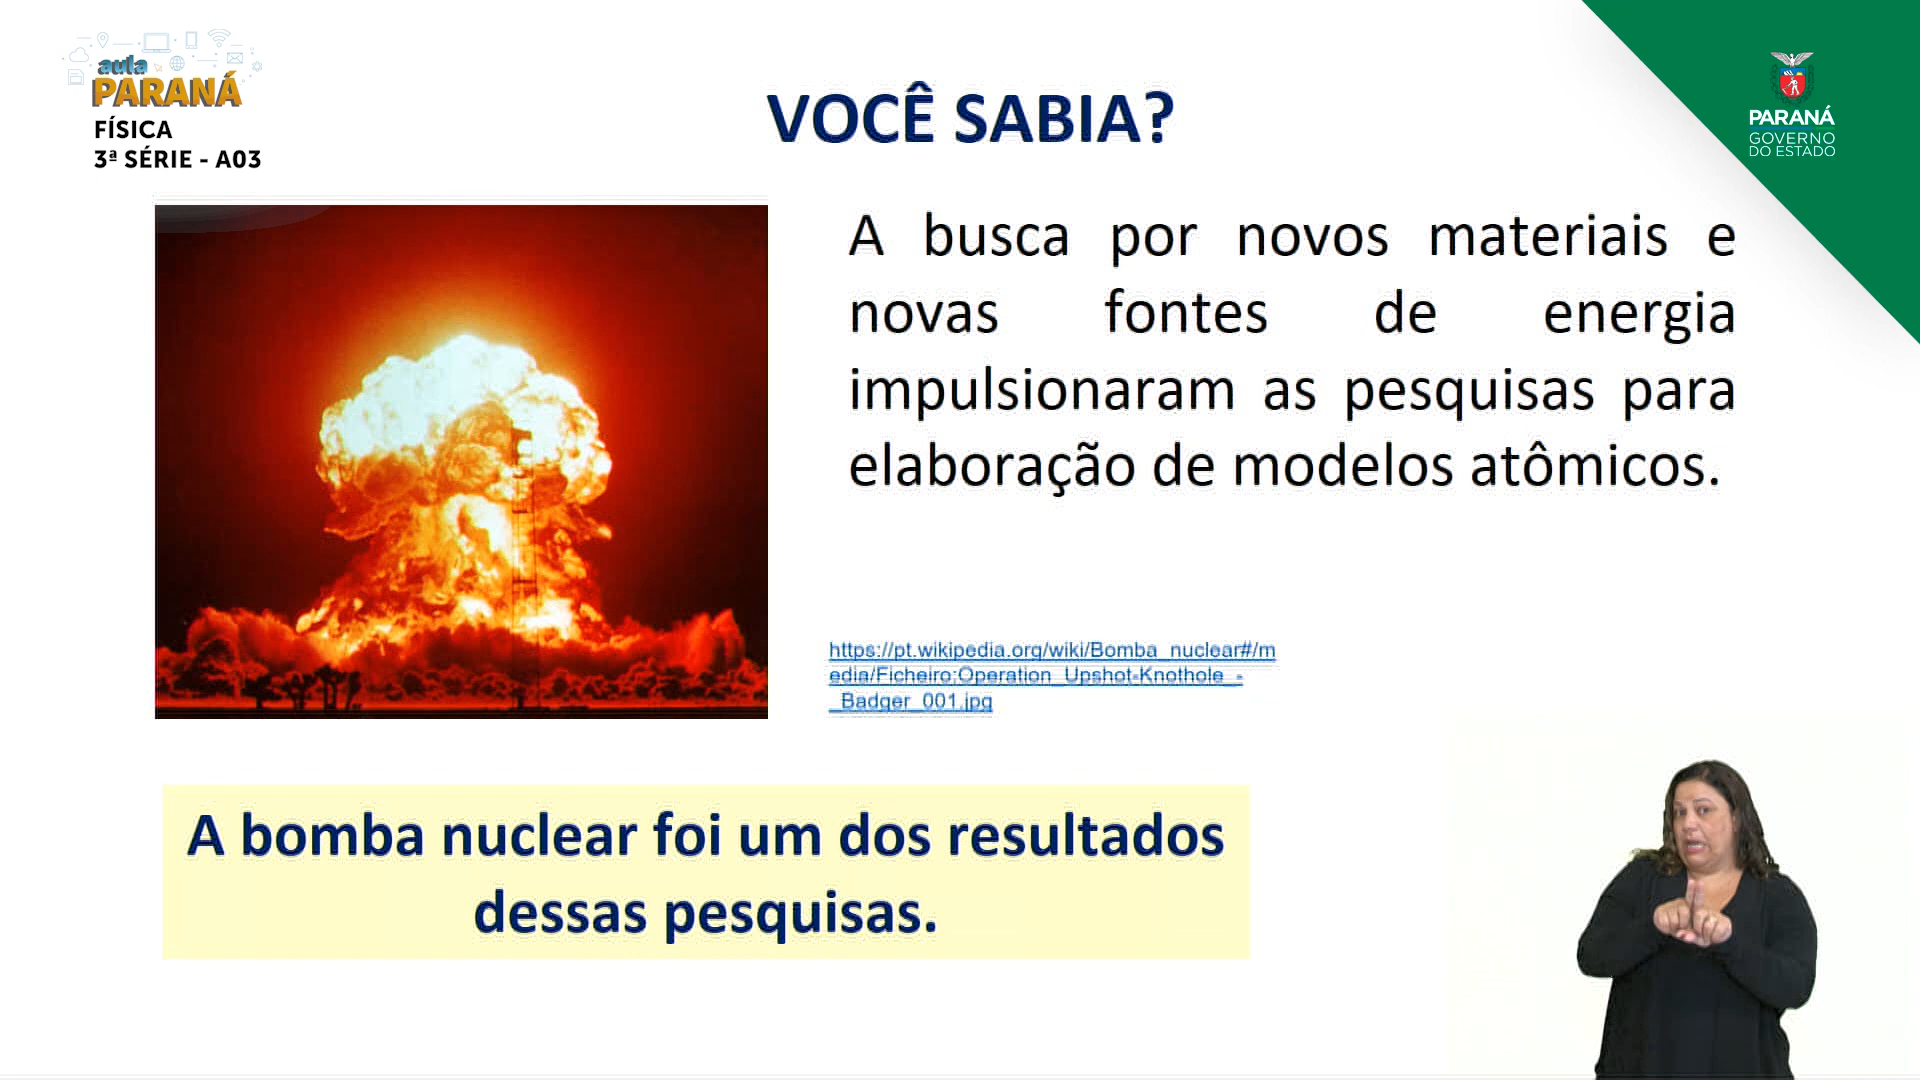 aula
PARANÁ
FÍSICA
3ª SÉRIE - A03
VOCÊ SABIA?
PARANÁ
GOVERNO
DO ESTADO
A busca por novos materiais e
novas fontes de energia
impulsionaram as pesquisas para
elaboração de modelos atômicos.
https://pt.wikipedia.org/wiki/Bomba_nuclear#/m
edia/Ficheiro:Operation_Upshot-Knothole_-
_Badger_001.jpg
A bomba nuclear foi um dos resultados
dessas pesquisas.